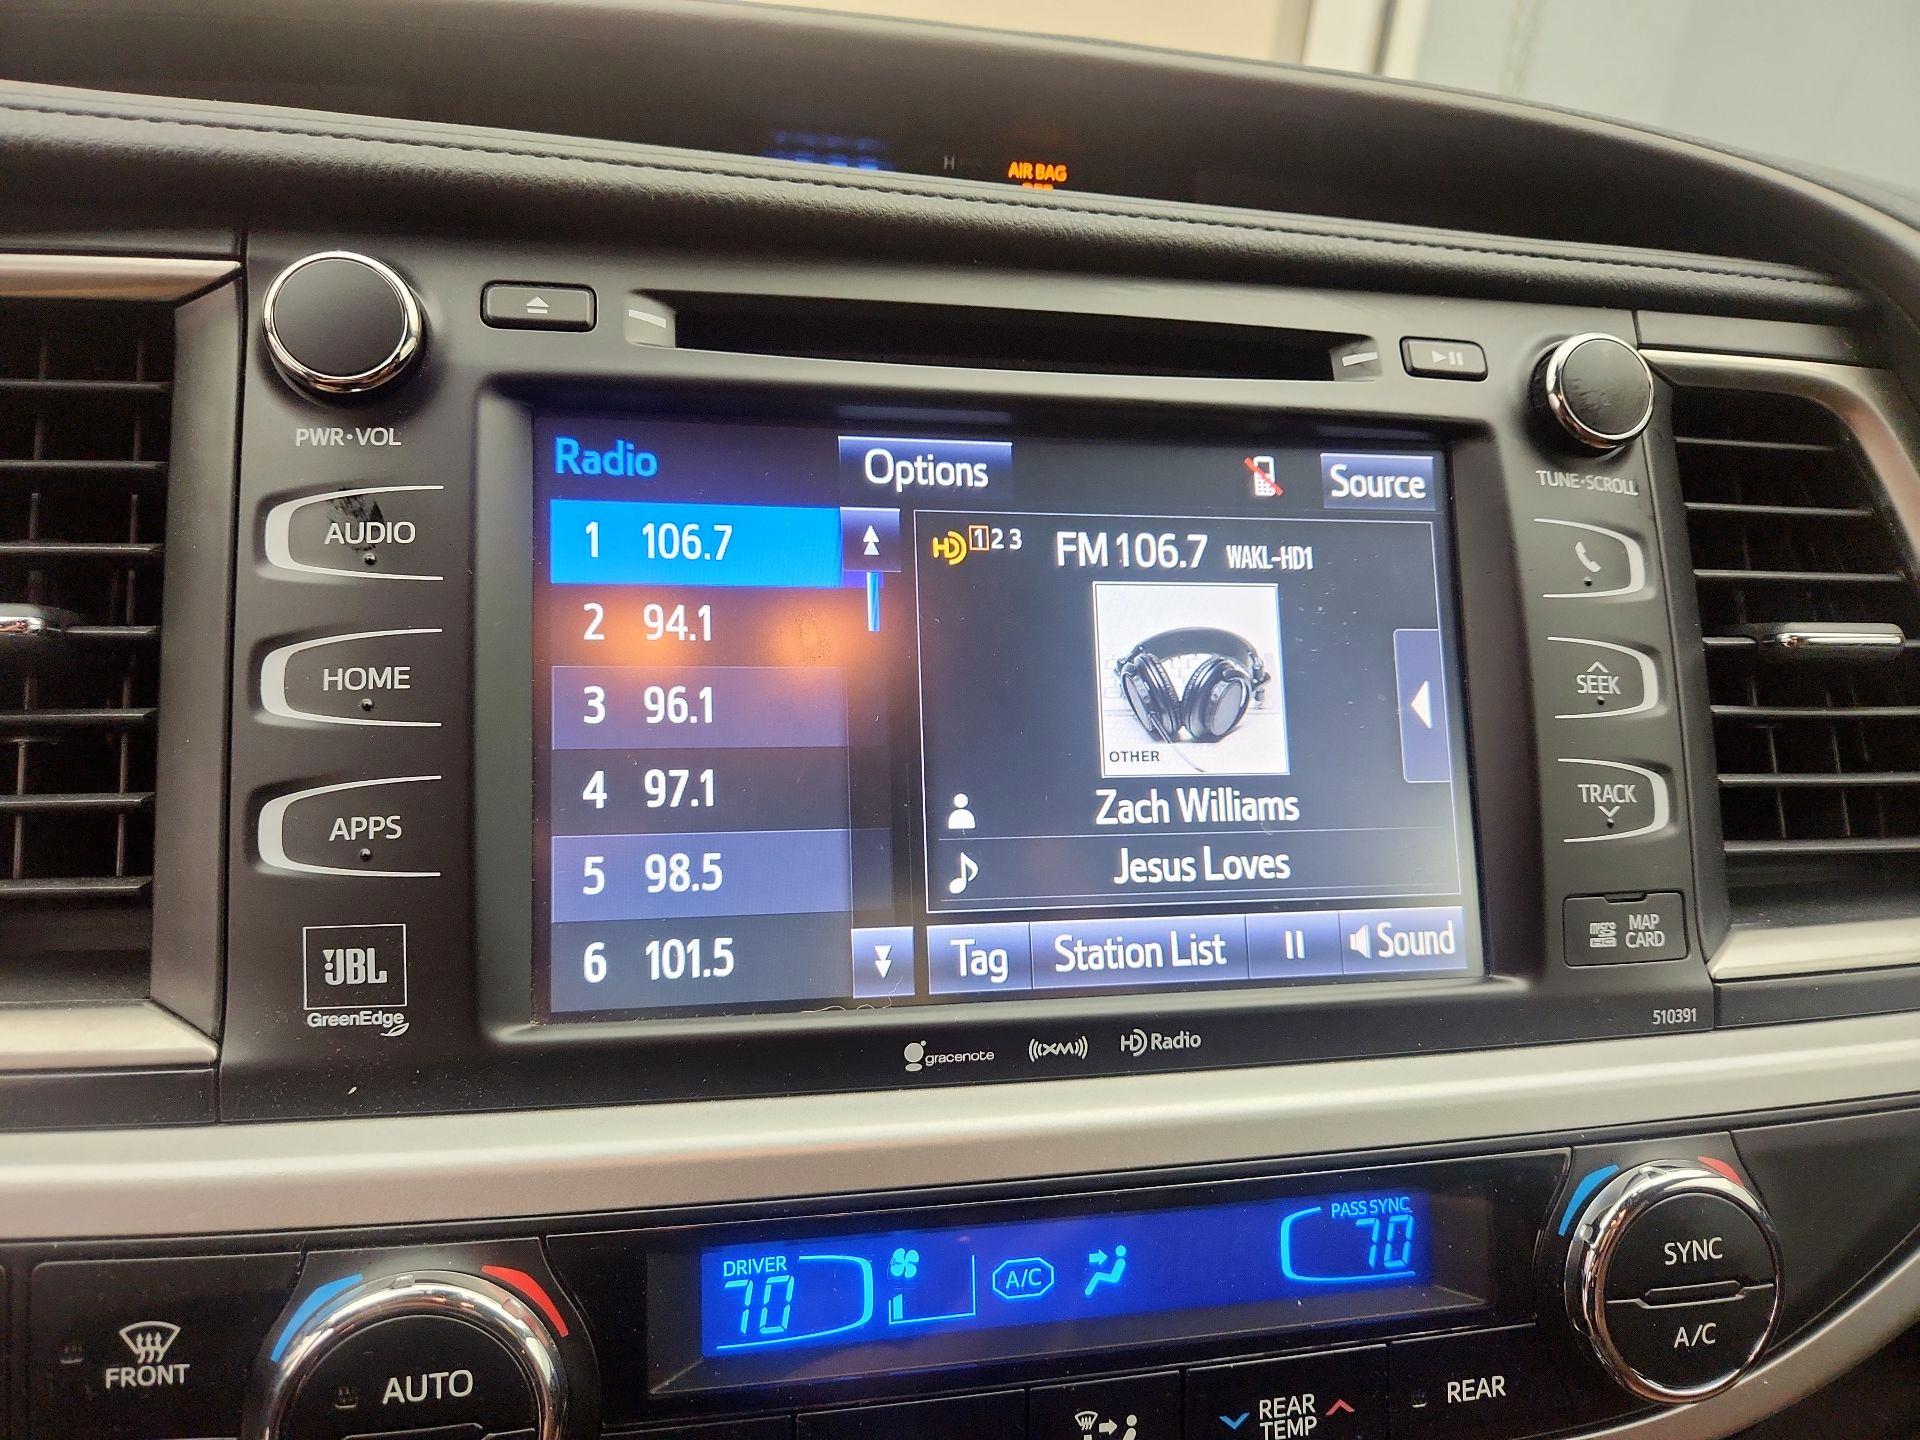 H
AIR BAG
PWR•VOL
AUDIO
HOME
APPS
JBL
GreenEdge
Radio
Options
Source
1 106.7
2 94.1
3 96.1
4 97.1
5 98.5
6 101.5
HD 1 2 3
FM 106.7 WAKL-HD1
OTHER
Zach Williams
Jesus Loves
Tag
Station List
Sound
TUNE•SCROLL
SEEK
TRACK
micro SD HC MAP CARD
510391
gracenote
((XM))
HD Radio
DRIVER
70
A/C
PASS SYNC
70
SYNC
A/C
FRONT
AUTO
REAR
TEMP
REAR